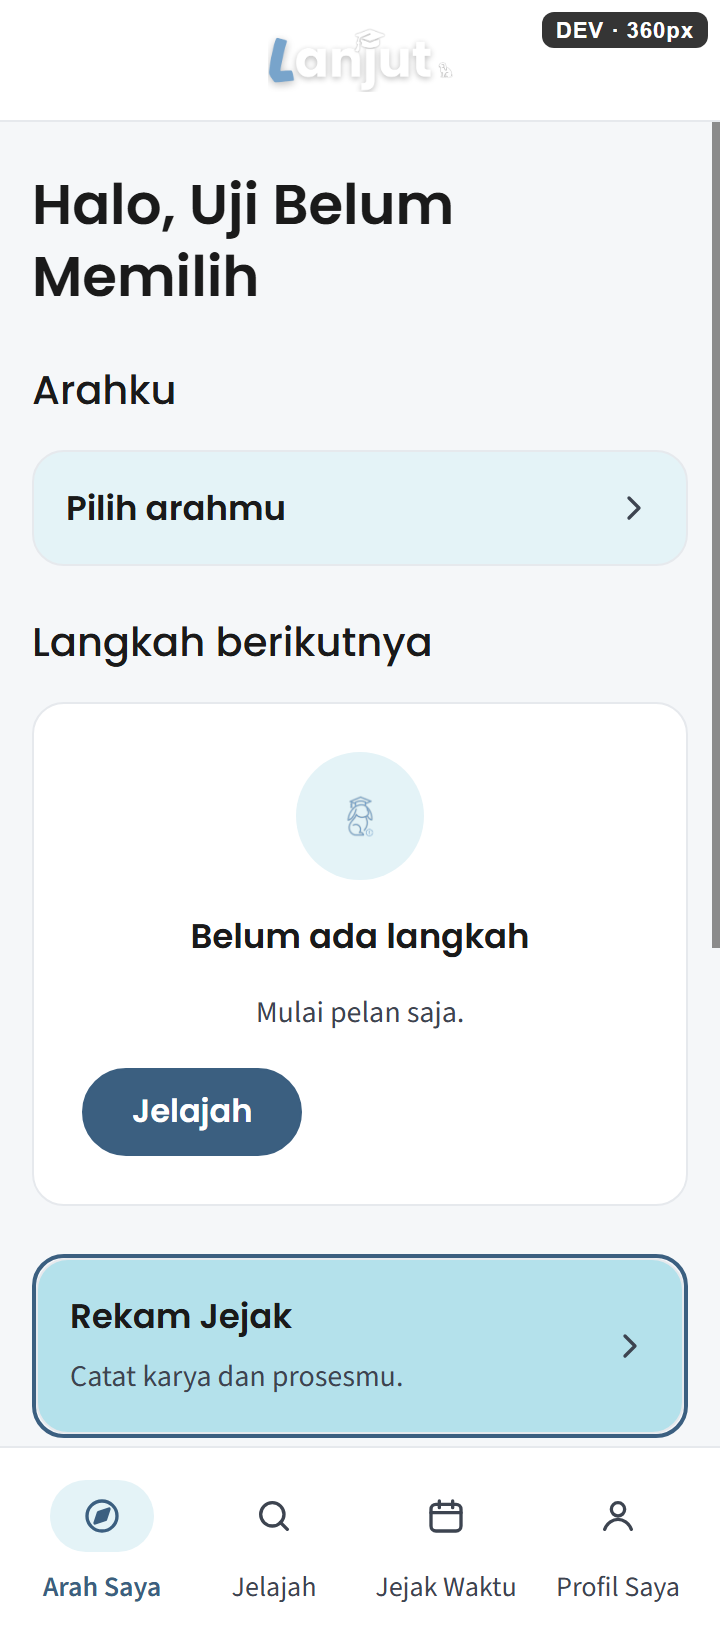 Lanjut
DEV · 360px
Halo, Uji Belum
Memilih
Arahku
Pilih arahmu
Langkah berikutnya
Belum ada langkah
Mulai pelan saja.
Jelajah
Rekam Jejak
Catat karya dan prosesmu.
Arah Saya
Jelajah
Jejak Waktu
Profil Saya